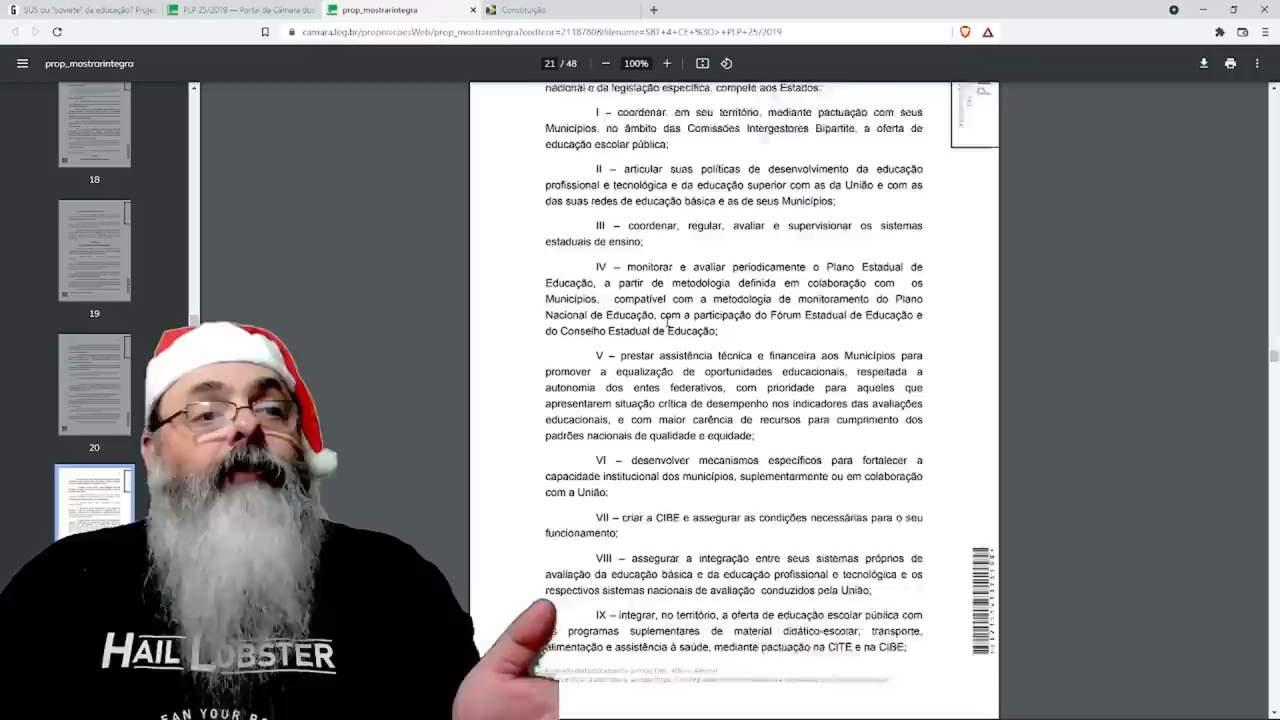 SUS ou "soviete" da educação? Projet
PLP 25/2019 — Portal da Câmara dos
prop_mostrarintegra
Constituição
camara.leg.br/proposicoesWeb/prop_mostrarintegra?codteor=2118780&filename=SBT+4+CE+%3D>+PLP+25/2019
prop_mostrarintegra
21 / 48
100%
18
19
20
nacional e da legislação específica, compete aos Estados:
I – coordenar, em seu território, mediante pactuação com seus
Municípios, no âmbito das Comissões Intergestores Bipartite, a oferta de
educação escolar pública;
II – articular suas políticas de desenvolvimento da educação
profissional e tecnológica e da educação superior com as da União e com as
das suas redes de educação básica e as de seus Municípios;
III – coordenar, regular, avaliar e supervisionar os sistemas
estaduais de ensino;
IV – monitorar e avaliar periodicamente o Plano Estadual de
Educação, a partir de metodologia definida em colaboração com os
Municípios, compatível com a metodologia de monitoramento do Plano
Nacional de Educação, com a participação do Fórum Estadual de Educação e
do Conselho Estadual de Educação;
V – prestar assistência técnica e financeira aos Municípios para
promover a equalização de oportunidades educacionais, respeitada a
autonomia dos entes federativos, com prioridade para aqueles que
apresentarem situação crítica de desempenho nos indicadores das avaliações
educacionais, e com maior carência de recursos para cumprimento dos
padrões nacionais de qualidade e equidade;
VI – desenvolver mecanismos específicos para fortalecer a
capacidade institucional dos municípios, suplementarmente ou em colaboração
com a União;
VII – criar a CIBE e assegurar as condições necessárias para o seu
funcionamento;
VIII – assegurar a integração entre seus sistemas próprios de
avaliação da educação básica e da educação profissional e tecnológica e os
respectivos sistemas nacionais de avaliação conduzidos pela União;
IX – integrar, no território, a oferta de educação escolar pública com
programas suplementares de material didático-escolar, transporte,
alimentação e assistência à saúde, mediante pactuação na CITE e na CIBE;
HAIL LOBSTER
EAN YOUR